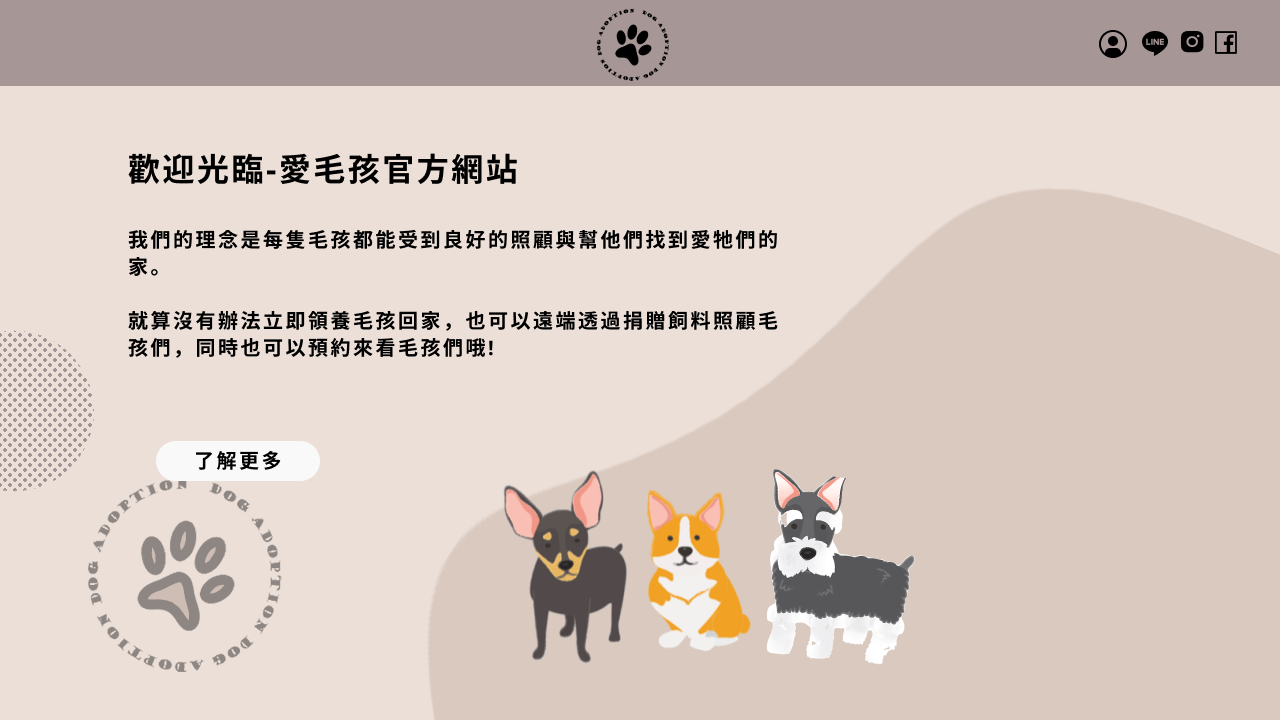 DOG ADOPTION DOG ADOPTION
LINE
歡迎光臨-愛毛孩官方網站
我們的理念是每隻毛孩都能受到良好的照顧與幫他們找到愛牠們的
家。
就算沒有辦法立即領養毛孩回家，也可以遠端透過捐贈飼料照顧毛
孩們，同時也可以預約來看毛孩們哦!
了解更多
DOG ADOPTION DOG ADOPTION